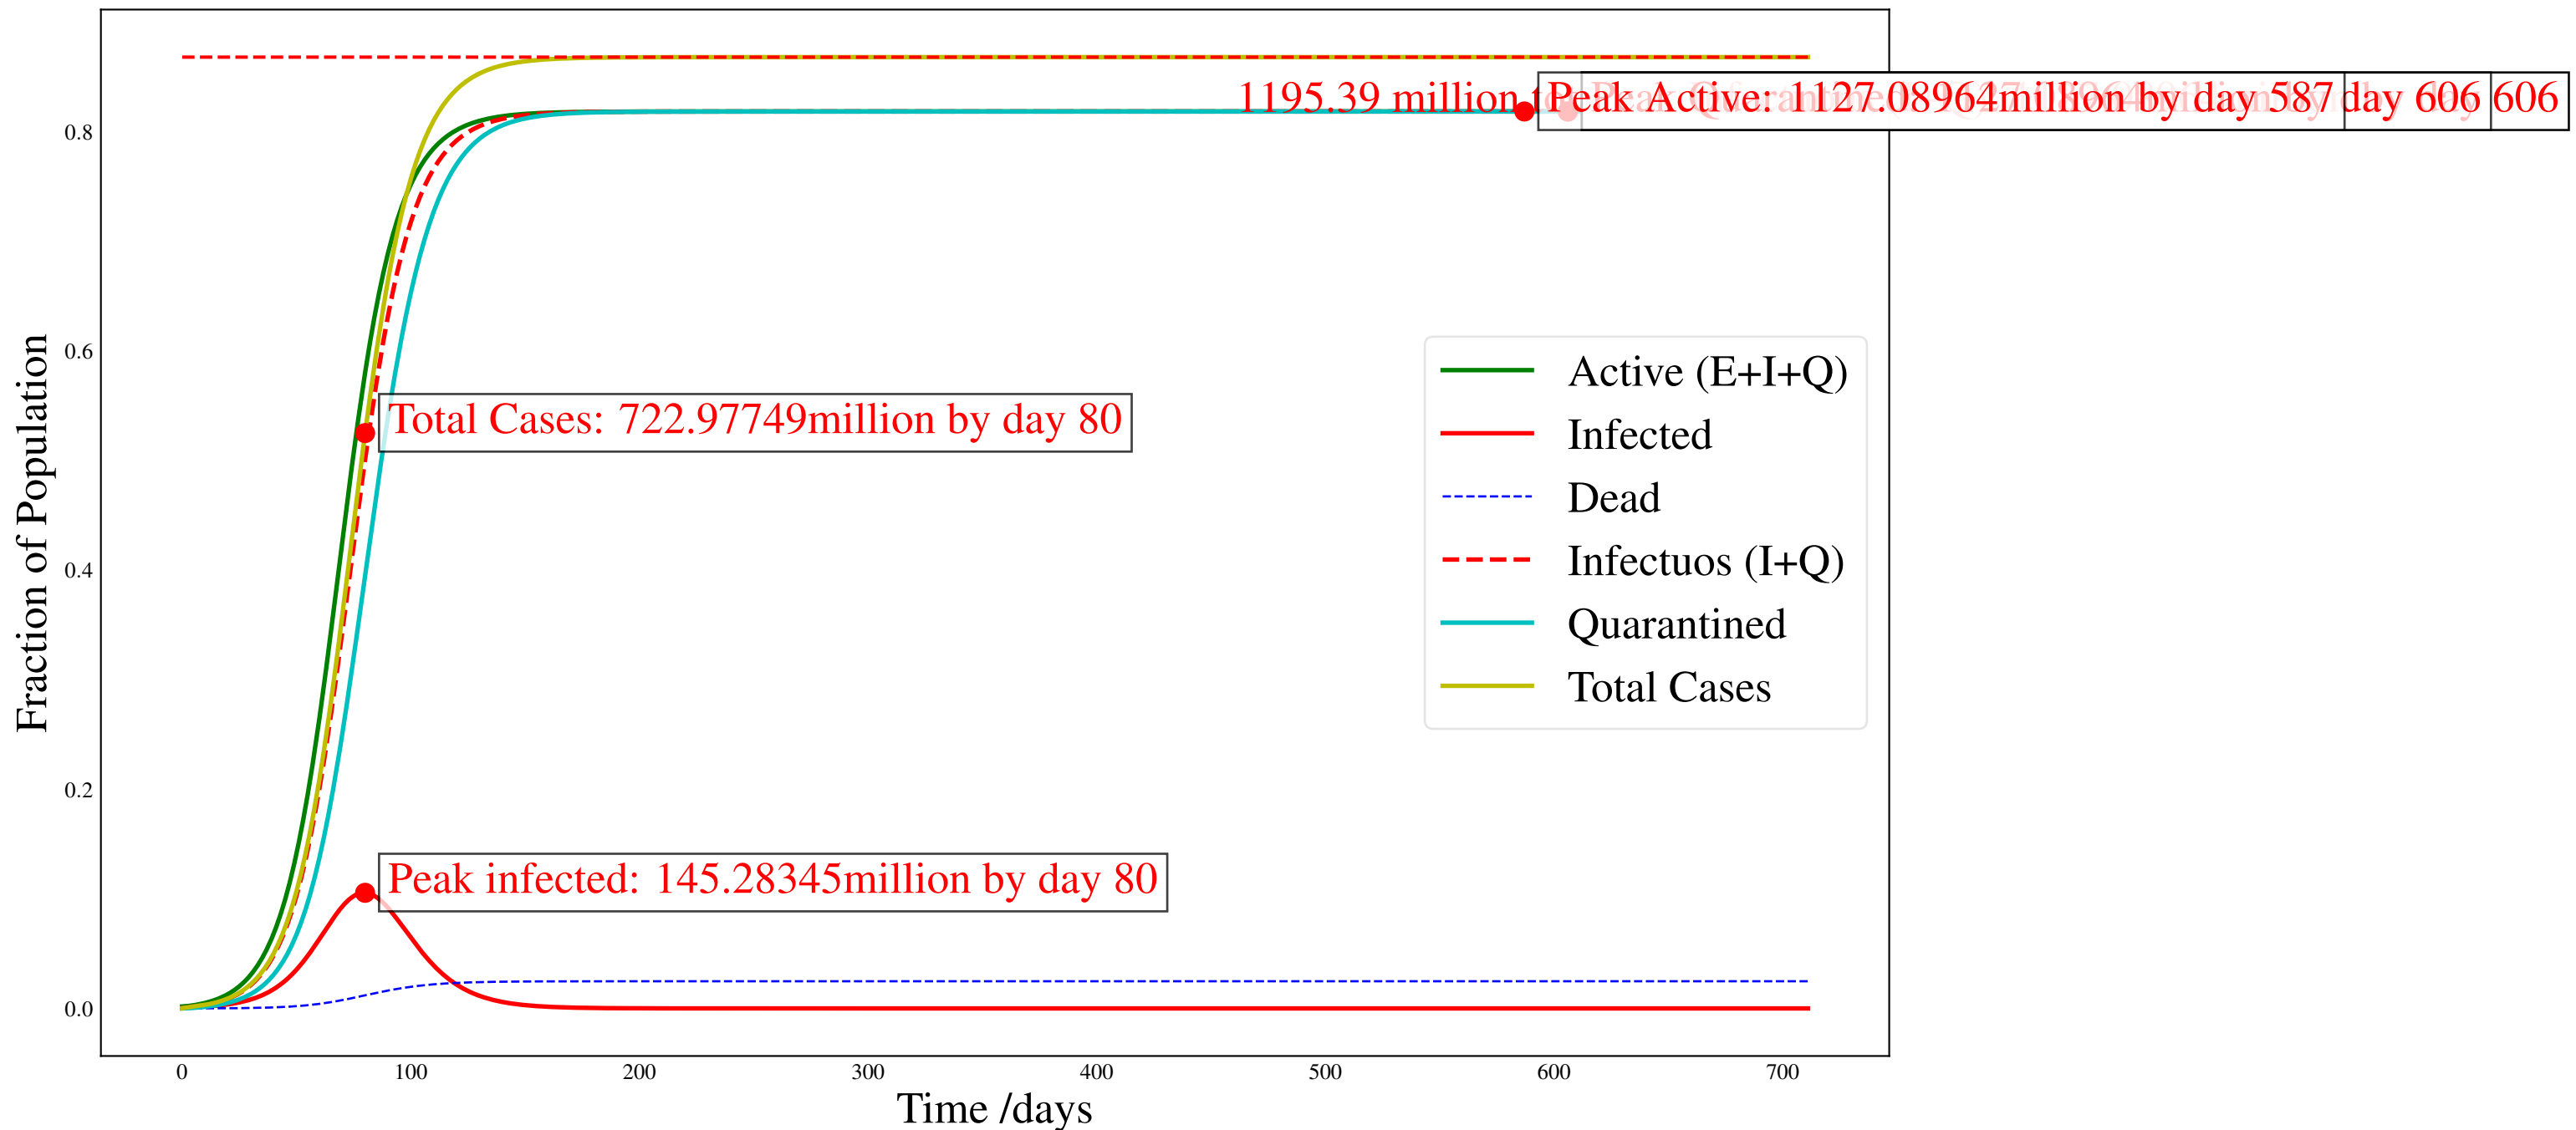 1195.39 million
Peak Active: 1127.08964million by day 587 day 606 606
0.8
0.6
Total Cases: 722.97749million by day 80
0.4
0.2
Peak infected: 145.28345million by day 80
0.0
Fraction of Population
Active (E+I+Q)
Infected
Dead
Infectuos (I+Q)
Quarantined
Total Cases
0 100 200 300 400 500 600 700
Time /days